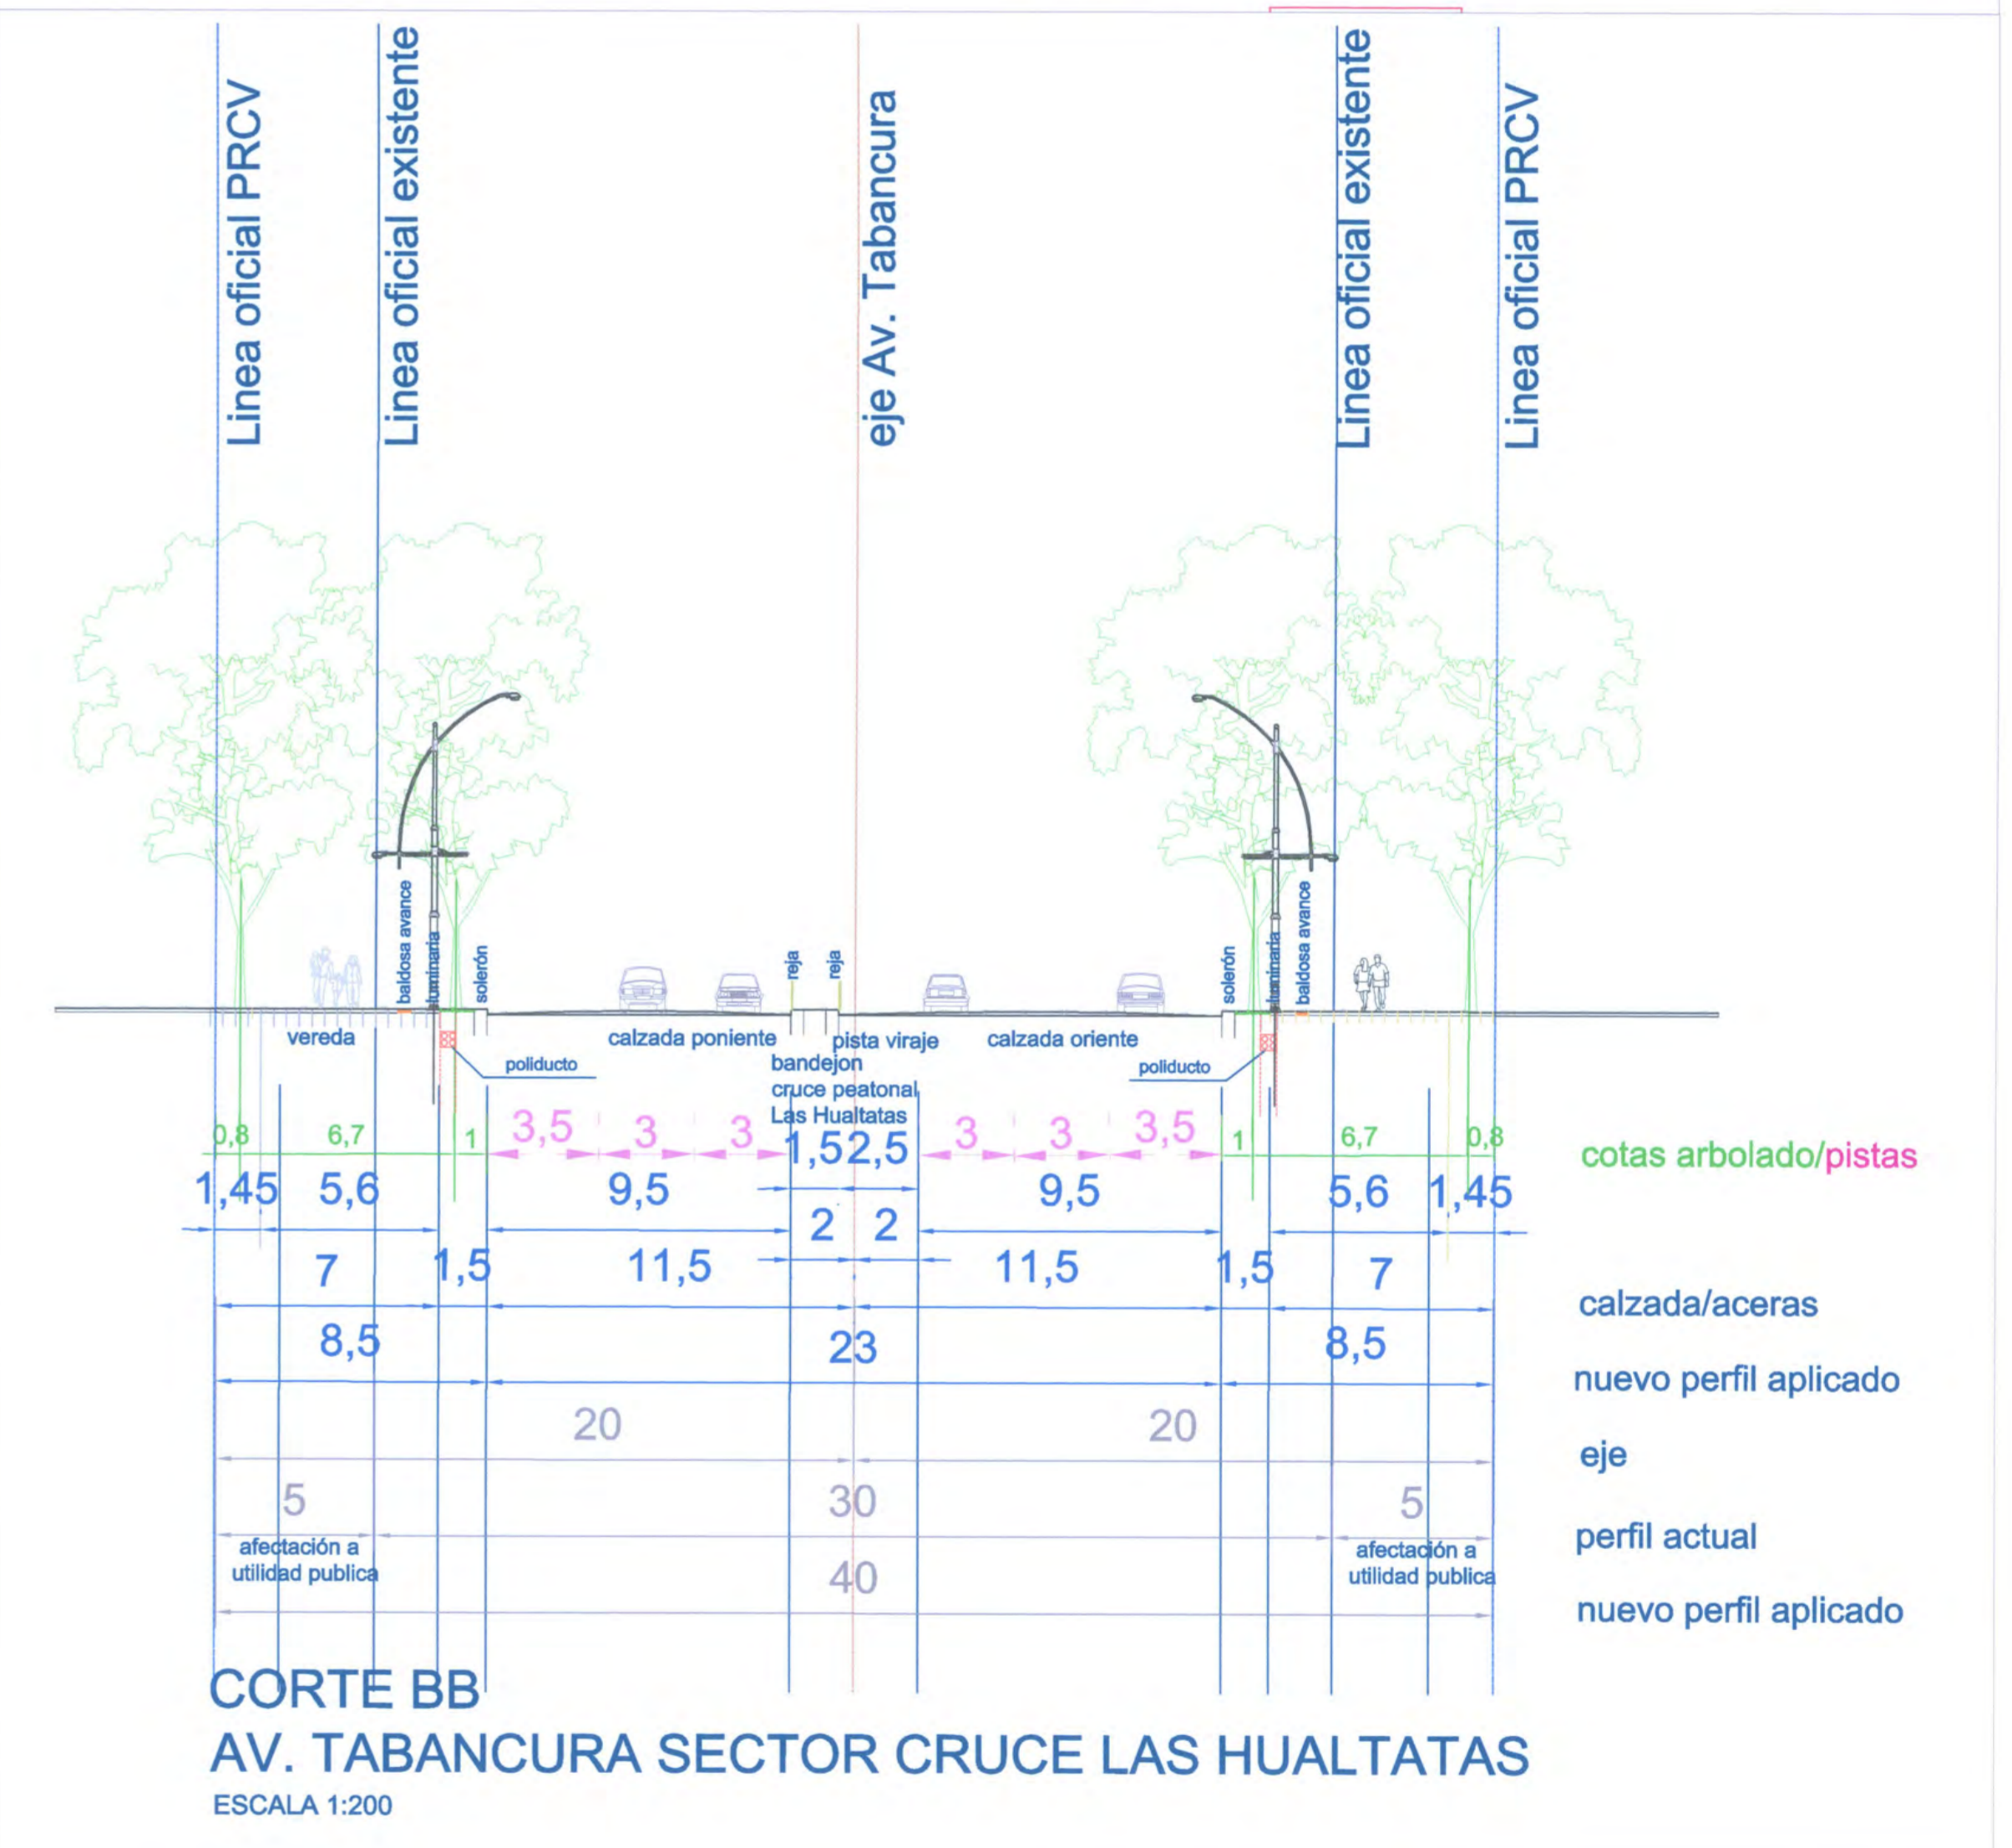 Linea oficial PRCV
Linea oficial existente
eje Av. Tabancura
Linea oficial existente
Linea oficial PRCV
baldosa avance
luminaria
solerón
reja
reja
solerón
luminaria
baldosa avance
vereda
calzada poniente
pista viraje
calzada oriente
poliducto
bandejon
cruce peatonal
Las Hualtatas
poliducto
0,8 6,7 1 3,5 3 3 1,5 2,5 3 3 3,5 1 6,7 0,8
cotas arbolado/pistas
1,45 5,6 9,5 9,5 5,6 1,45
2 2
7 1,5 11,5 11,5 1,5 7
calzada/aceras
8,5 23 8,5
nuevo perfil aplicado
20 20
eje
5 30 5
perfil actual
afectación a
utilidad publica
afectación a
utilidad publica
40
nuevo perfil aplicado
CORTE BB
AV. TABANCURA SECTOR CRUCE LAS HUALTATAS
ESCALA 1:200